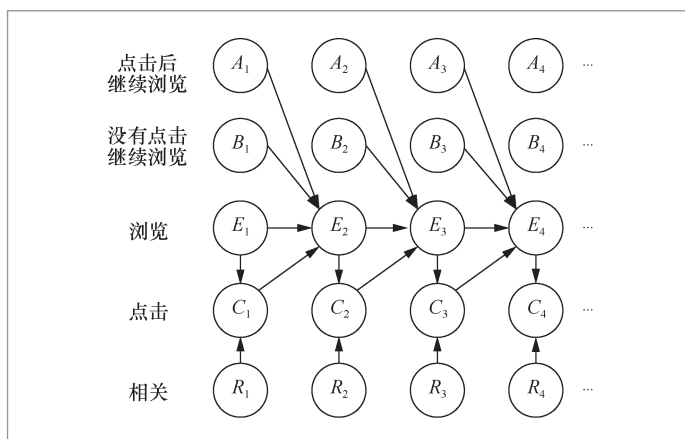 点击后
继续浏览
A1 A2 A3 A4 ...
没有点击
继续浏览
B1 B2 B3 B4 ...
浏览
E1 E2 E3 E4 ...
点击
C1 C2 C3 C4 ...
相关
R1 R2 R3 R4 ...